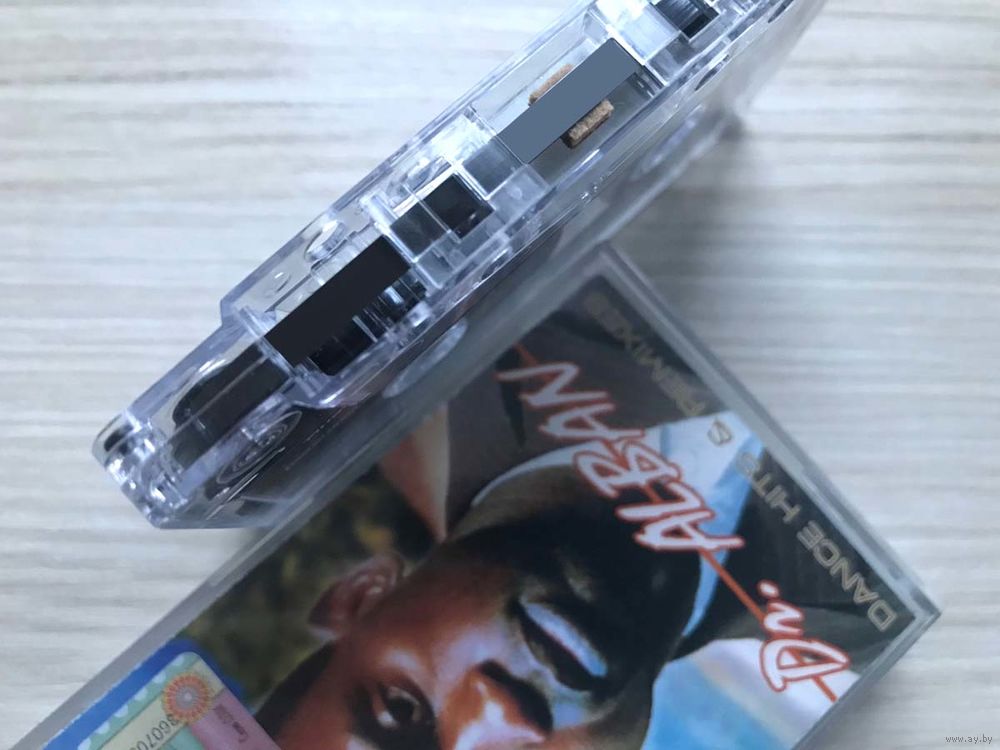 Dr. ALBAN
DANCE HITS & REMIXES
www.ay.by